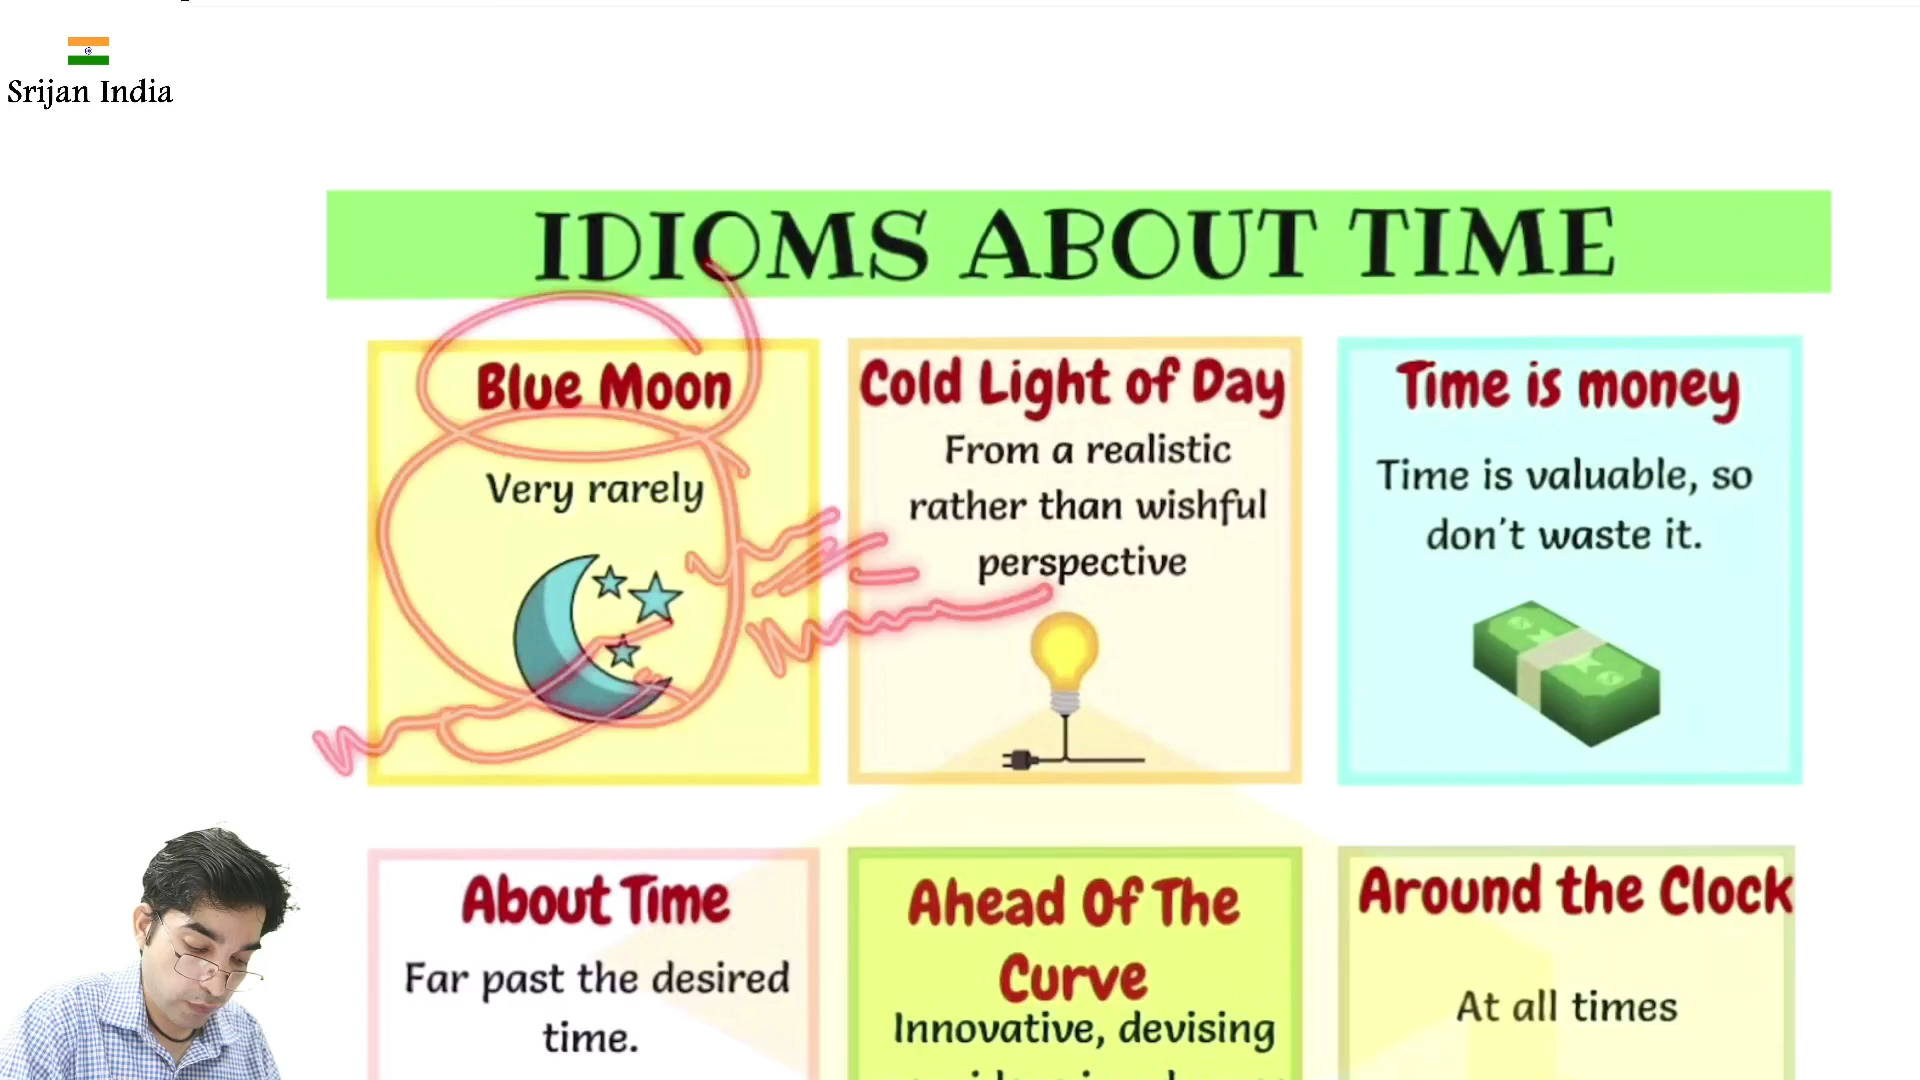 Srijan India
IDIOMS ABOUT TIME
Blue Moon
Very rarely
Cold Light of Day
From a realistic
rather than wishful
perspective
Time is money
Time is valuable, so
don't waste it.
About Time
Far past the desired
time.
Ahead Of The
Curve
Innovative, devising
Around the Clock
At all times